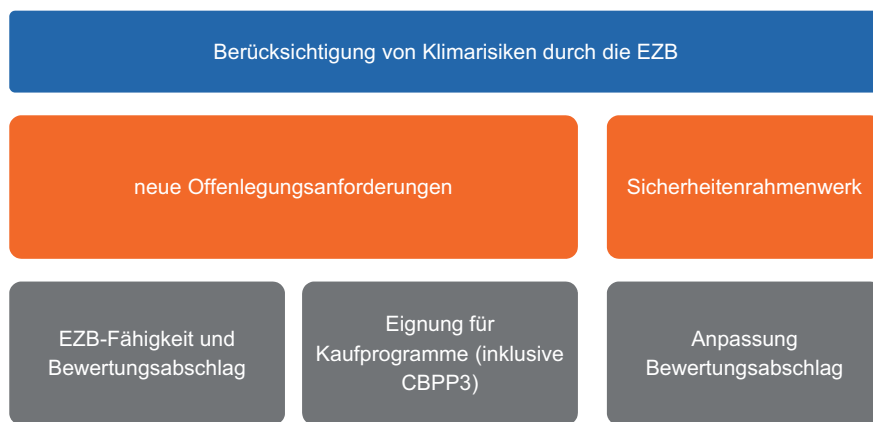 Berücksichtigung von Klimarisiken durch die EZB
neue Offenlegungsanforderungen
Sicherheitenrahmenwerk
EZB-Fähigkeit und
Bewertungsabschlag
Eignung für
Kaufprogramme (inklusive
CBPP3)
Anpassung
Bewertungsabschlag